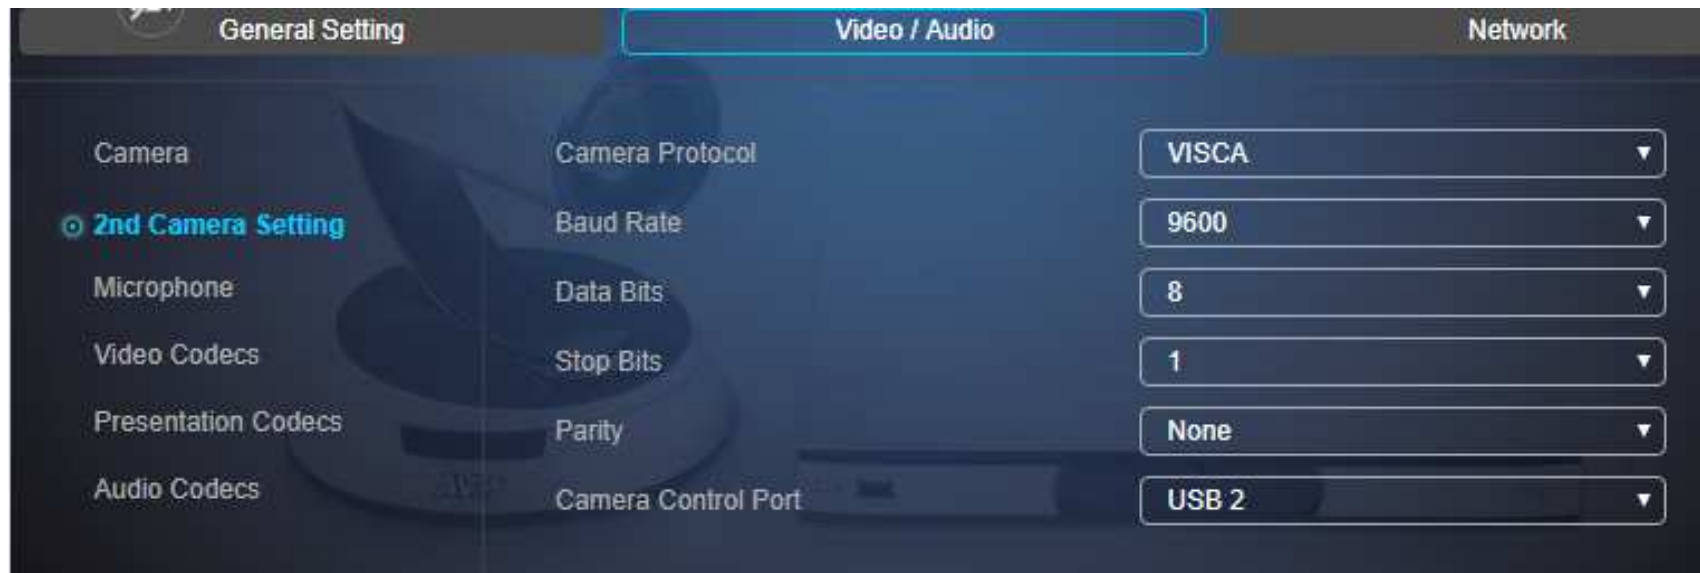 General Setting Video / Audio Network
Camera Camera Protocol VISCA
2nd Camera Setting Baud Rate 9600
Microphone Data Bits 8
Video Codecs Stop Bits 1
Presentation Codecs Parity None
Audio Codecs Camera Control Port USB 2